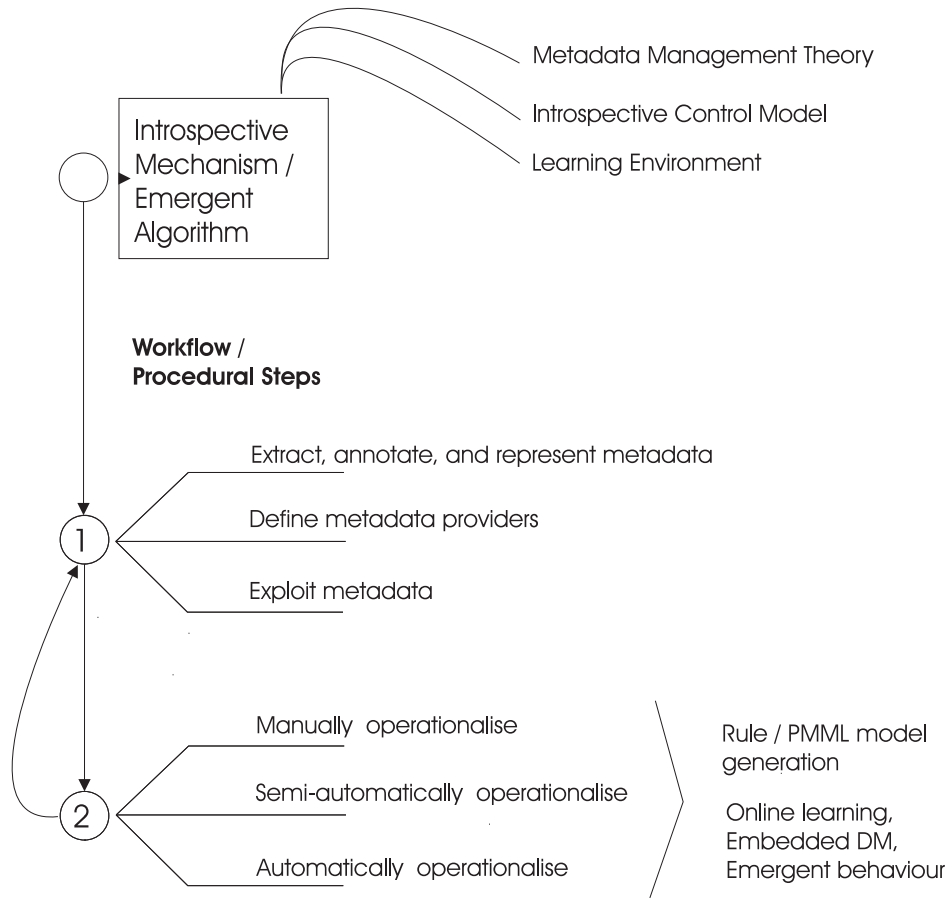 Metadata Management Theory
Introspective Control Model
Learning Environment
Introspective
Mechanism /
Emergent
Algorithm
Workflow /
Procedural Steps
Extract, annotate, and represent metadata
1
Define metadata providers
Exploit metadata
Manually operationalise
2
Semi-automatically operationalise
Automatically operationalise
Rule / PMML model
generation
Online learning,
Embedded DM,
Emergent behaviour